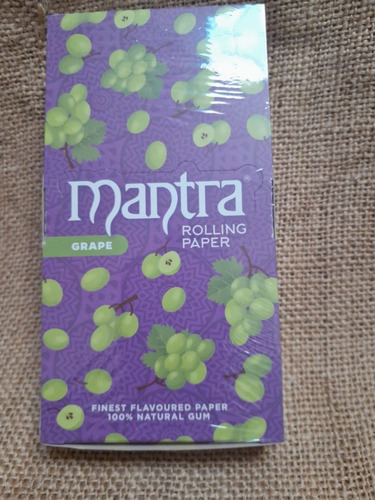 mantra®
ROLLING
PAPER
GRAPE
FINEST FLAVOURED PAPER
100% NATURAL GUM